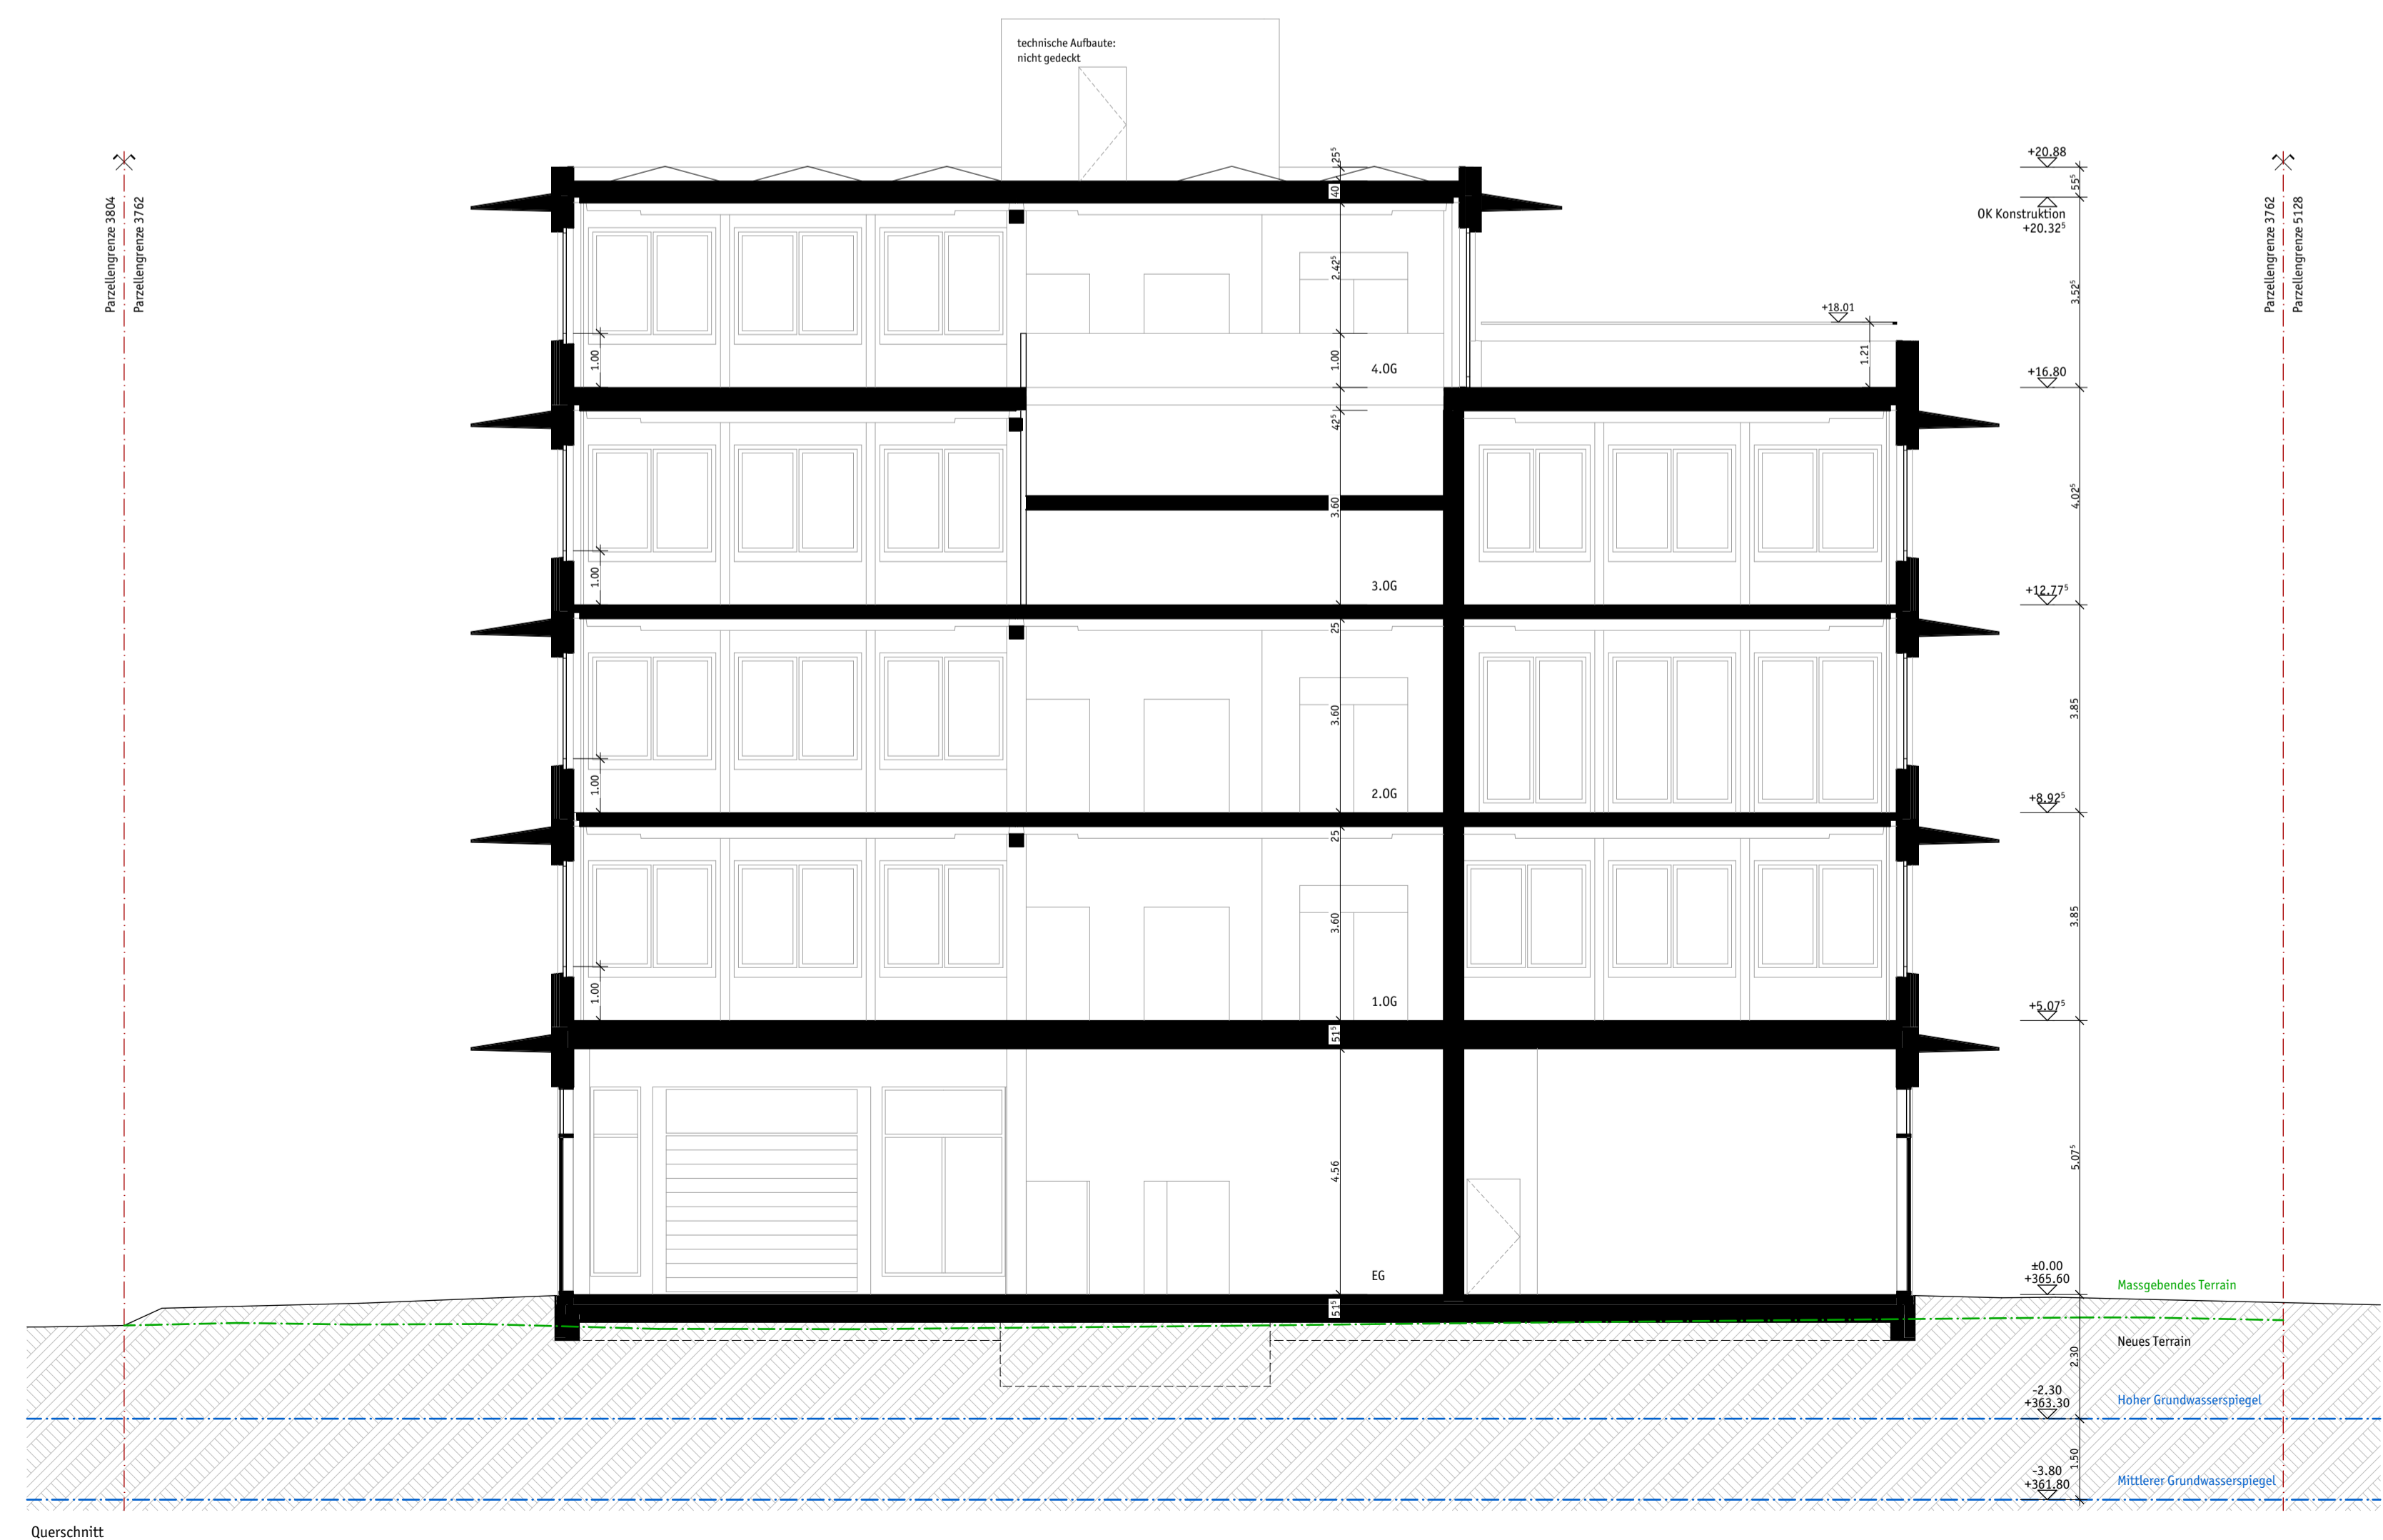 technische Aufbaute:
nicht gedeckt
Parzellengrenze 3804
Parzellengrenze 3762
Parzellengrenze 3762
Parzellengrenze 5128
+20.88
55⁵
OK Konstruktion
+20.32⁵
25⁵
40
2.42⁵
3.52⁵
+18.01
1.21
1.00
1.00
4.OG
+16.80
42⁵
3.60
4.02⁵
1.00
3.OG
+12.77⁵
25
3.60
3.85
1.00
2.OG
+8.92⁵
25
3.60
3.85
1.00
1.OG
+5.07⁵
51⁵
4.56
5.07⁵
EG
±0.00
+365.60
51⁵
Massgebendes Terrain
Neues Terrain
2.30
-2.30
+363.30
Hoher Grundwasserspiegel
1.50
-3.80
+361.80
Mittlerer Grundwasserspiegel
Querschnitt